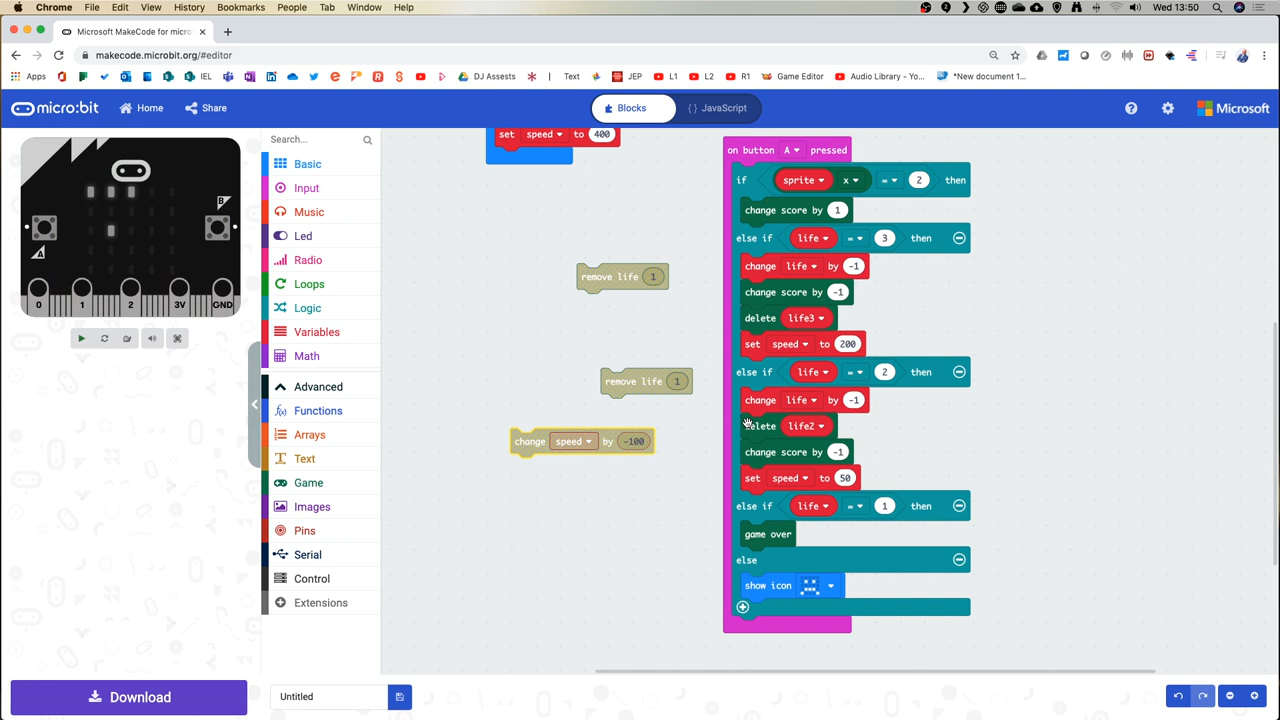 Chrome File Edit View History Bookmarks People Tab Window Help Wed 13:50
Microsoft MakeCode for micro:
makecode.microbit.org/#editor
Apps IEL DJ Assests Text JEP L1 L2 R1 Game Editor Audio Library - Yo... *New document 1...
micro:bit Home Share Blocks {} JavaScript Microsoft
Search...
Basic
Input
Music
Led
Radio
Loops
Logic
Variables
Math
Advanced
Functions
Arrays
Text
Game
Images
Pins
Serial
Control
Extensions
B
A
0 1 2 3V GND
set speed to 400
remove life 1
remove life 1
change speed by -100
on button A pressed
if sprite x = 2 then
change score by 1
else if life = 3 then
change life by -1
change score by -1
delete life3
set speed to 200
else if life = 2 then
change life by -1
delete life2
change score by -1
set speed to 50
else if life = 1 then
game over
else
show icon
Download
Untitled